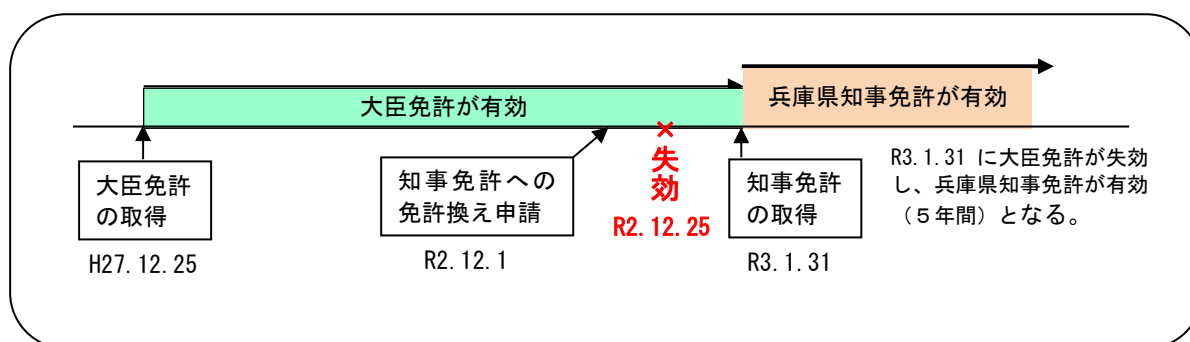 大臣免許が有効
兵庫県知事免許が有効
×
大臣免許
の取得
H27.12.25
知事免許への
免許換え申請
R2.12.1
失効
R2.12.25
知事免許
の取得
R3.1.31
R3.1.31 に大臣免許が失効
し、兵庫県知事免許が有効
（５年間）となる。